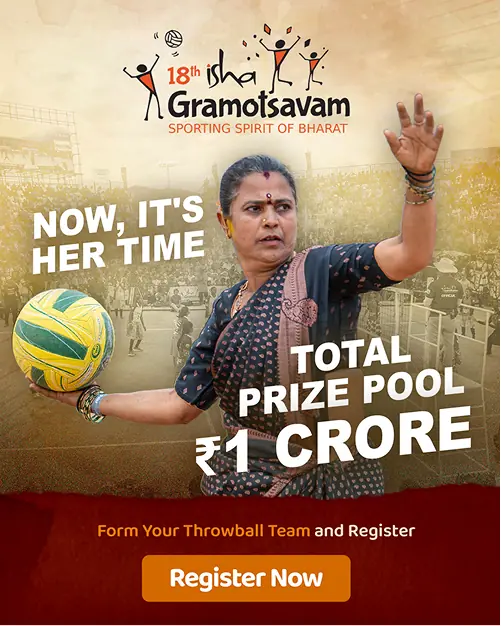 18th isha
Gramotsavam
SPORTING SPIRIT OF BHARAT
NOW, IT'S
HER TIME
TOTAL
PRIZE POOL
₹1 CRORE
Form Your Throwball Team and Register
Register Now